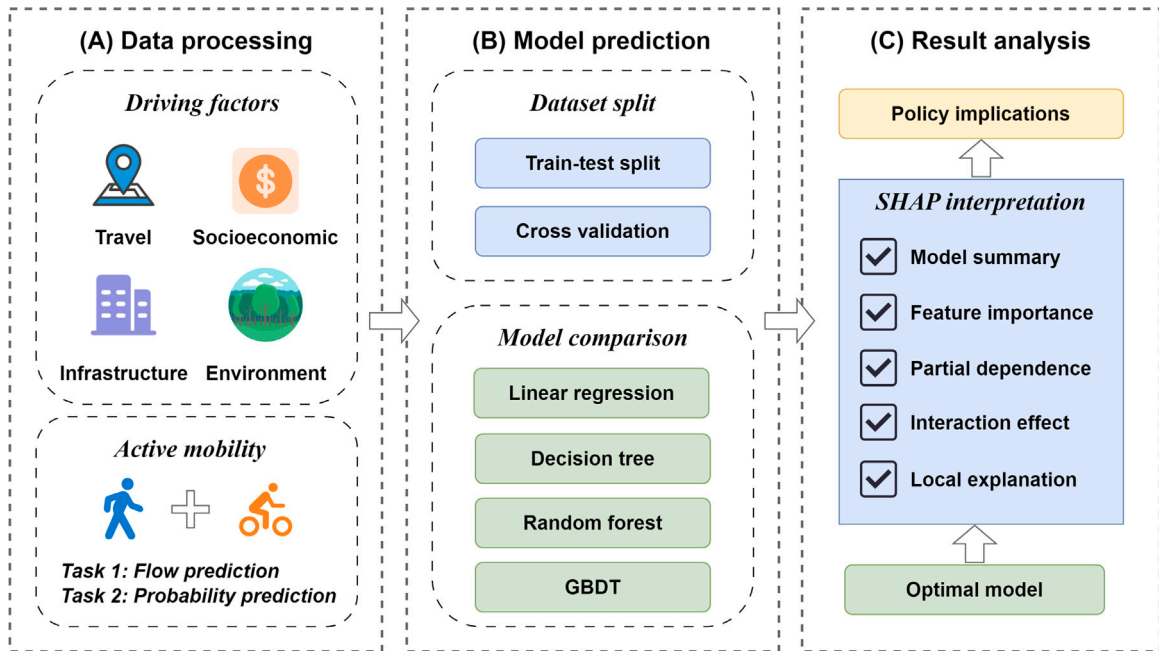 (A) Data processing
Driving factors
Travel
Socioeconomic
Infrastructure
Environment
Active mobility
Task 1: Flow prediction
Task 2: Probability prediction
(B) Model prediction
Dataset split
Train-test split
Cross validation
Model comparison
Linear regression
Decision tree
Random forest
GBDT
(C) Result analysis
Policy implications
SHAP interpretation
Model summary
Feature importance
Partial dependence
Interaction effect
Local explanation
Optimal model